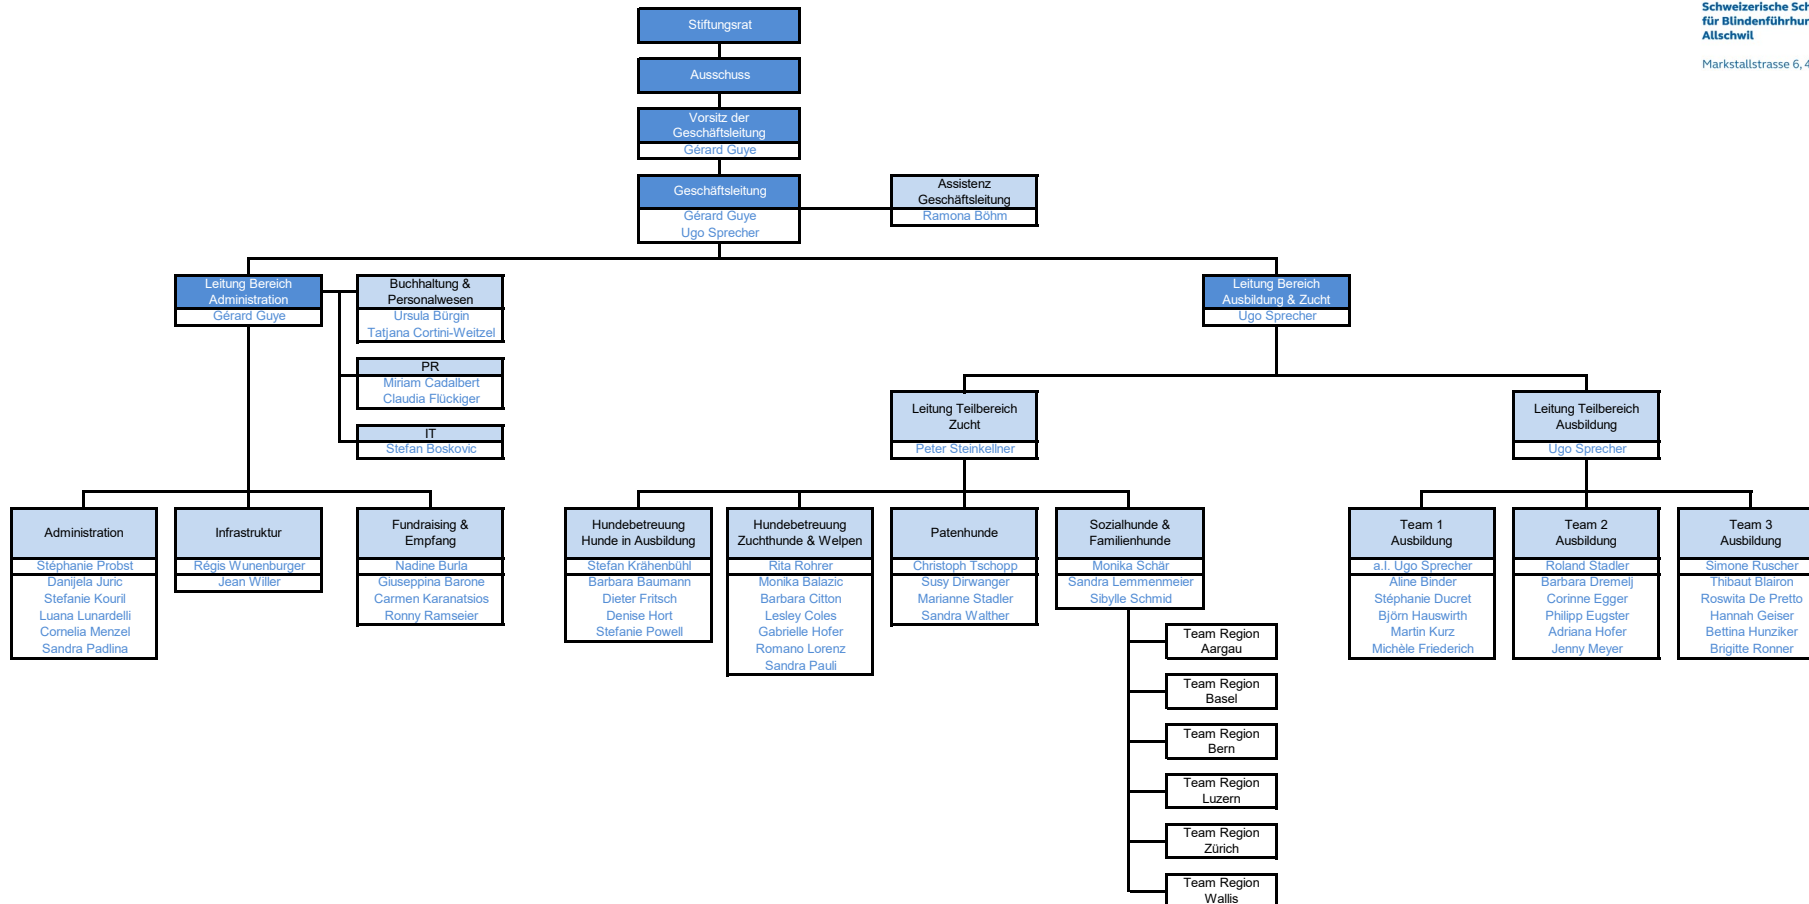 Schweizerische Sch
für Blindenführhun
Allschwil
Markstallstrasse 6, 4
Stiftungsrat
Ausschuss
Vorsitz der
Geschäftsleitung
Gérard Guye
Geschäftsleitung
Gérard Guye
Ugo Sprecher
Assistenz
Geschäftsleitung
Ramona Böhm
Leitung Bereich
Administration
Gérard Guye
Buchhaltung &
Personalwesen
Ursula Bürgin
Tatjana Cortini-Weitzel
PR
Miriam Cadalbert
Claudia Flückiger
IT
Stefan Boskovic
Leitung Bereich
Ausbildung & Zucht
Ugo Sprecher
Leitung Teilbereich
Zucht
Peter Steinkellner
Leitung Teilbereich
Ausbildung
Ugo Sprecher
Administration
Stéphanie Probst
Danijela Juric
Stefanie Kouril
Luana Lunardelli
Cornelia Menzel
Sandra Padlina
Infrastruktur
Régis Wunenburger
Jean Willer
Fundraising &
Empfang
Nadine Burla
Giuseppina Barone
Carmen Karanatsios
Ronny Ramseier
Hundebetreuung
Hunde in Ausbildung
Stefan Krähenbühl
Barbara Baumann
Dieter Fritsch
Denise Hort
Stefanie Powell
Hundebetreuung
Zuchthunde & Welpen
Rita Rohrer
Monika Balazic
Barbara Citton
Lesley Coles
Gabrielle Hofer
Romano Lorenz
Sandra Pauli
Patenhunde
Christoph Tschopp
Susy Dirwanger
Marianne Stadler
Sandra Walther
Sozialhunde &
Familienhunde
Monika Schär
Sandra Lemmenmeier
Sibylle Schmid
Team Region
Aargau
Team Region
Basel
Team Region
Bern
Team Region
Luzern
Team Region
Zürich
Team Region
Wallis
Team 1
Ausbildung
a.I. Ugo Sprecher
Aline Binder
Stéphanie Ducret
Björn Hauswirth
Martin Kurz
Michèle Friederich
Team 2
Ausbildung
Roland Stadler
Barbara Dremelj
Corinne Egger
Philipp Eugster
Adriana Hofer
Jenny Meyer
Team 3
Ausbildung
Simone Ruscher
Thibaut Blairon
Roswita De Pretto
Hannah Geiser
Bettina Hunziker
Brigitte Ronner